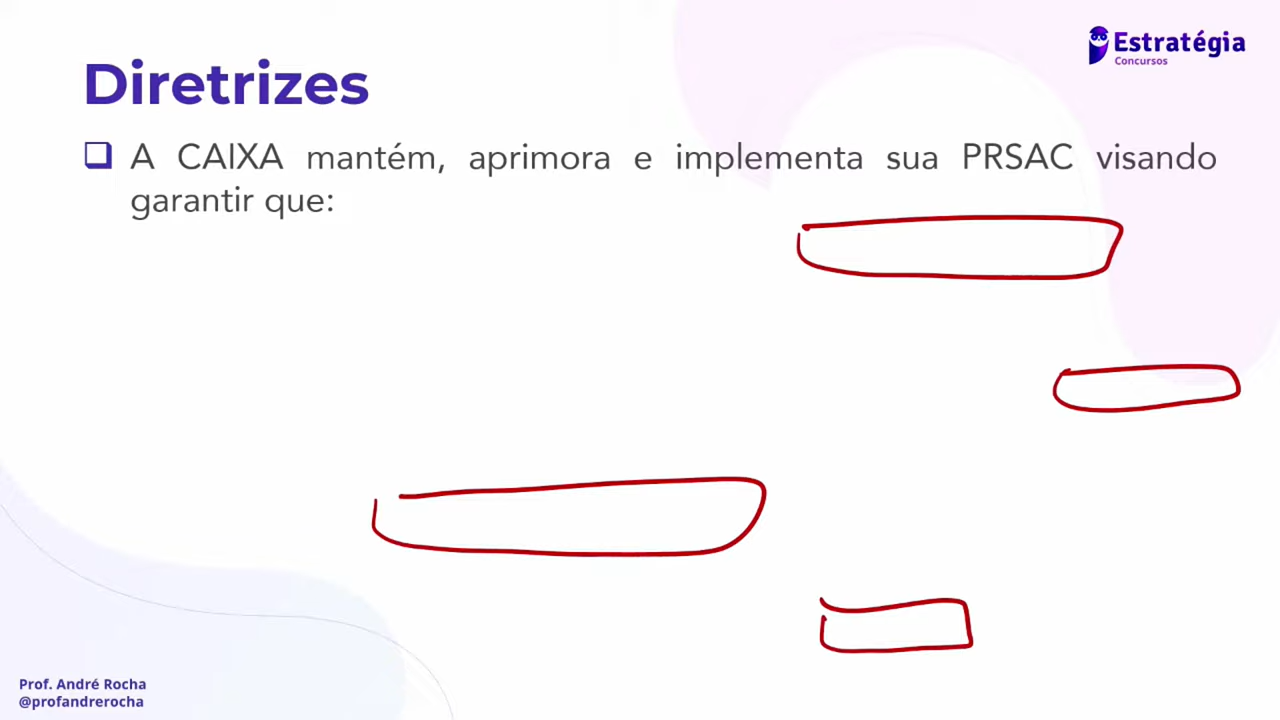 Estratégia
Concursos
Diretrizes
A CAIXA mantém, aprimora e implementa sua PRSAC visando
garantir que:
Prof. André Rocha
@profandrerocha